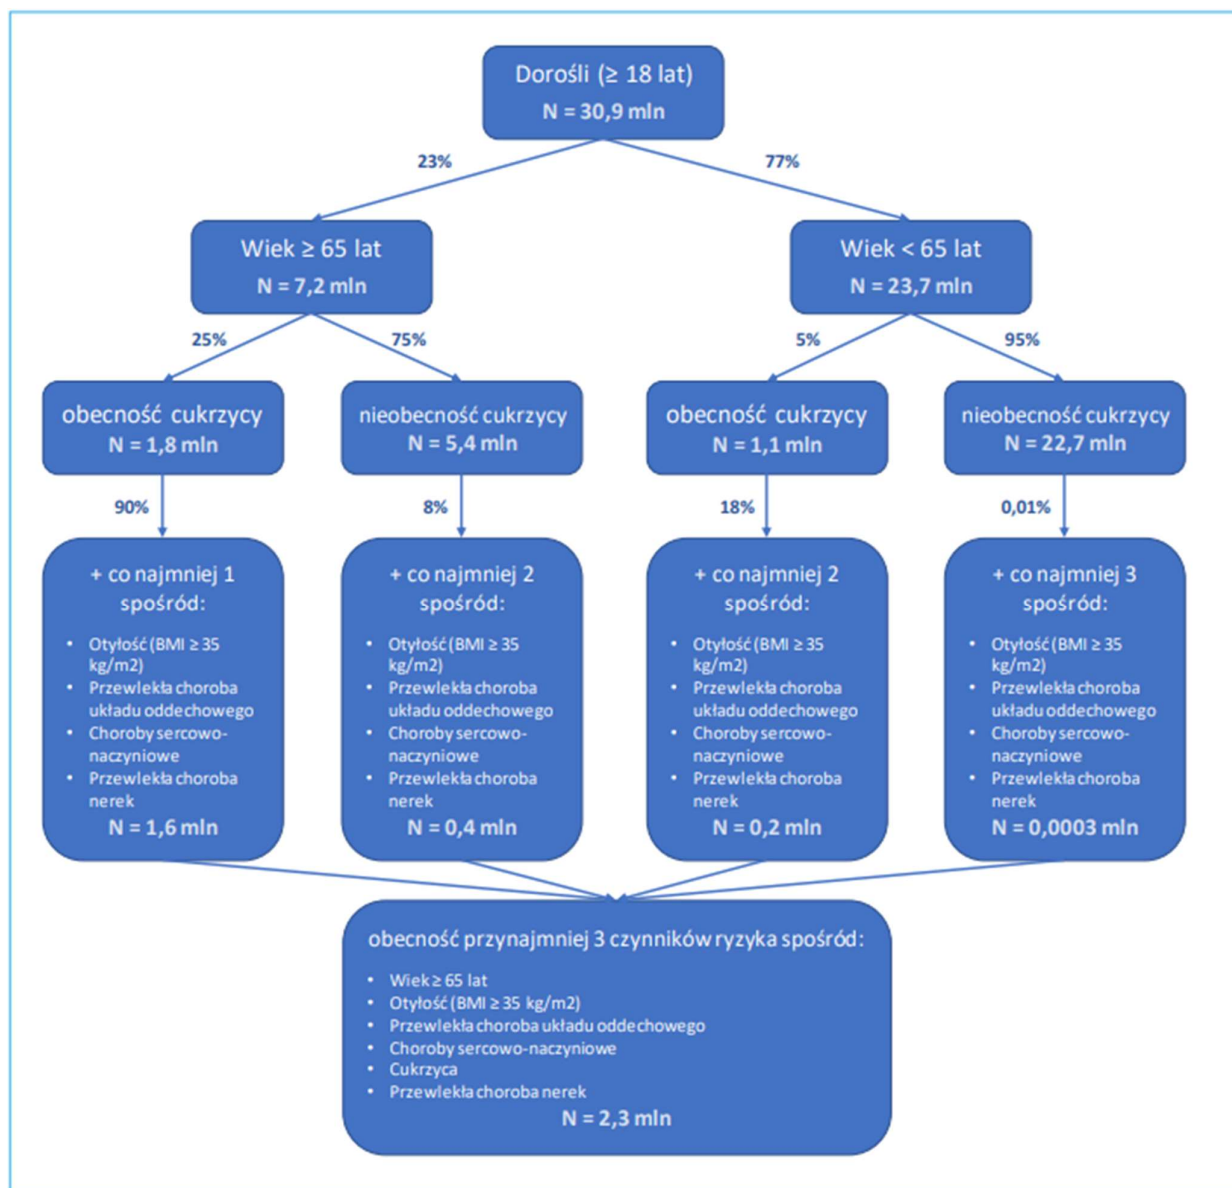 Dorośli (≥ 18 lat)
N = 30,9 mln
23%
77%
Wiek ≥ 65 lat
N = 7,2 mln
Wiek < 65 lat
N = 23,7 mln
25%
75%
5%
95%
obecność cukrzycy
N = 1,8 mln
nieobecność cukrzycy
N = 5,4 mln
obecność cukrzycy
N = 1,1 mln
nieobecność cukrzycy
N = 22,7 mln
90%
8%
18%
0,01%
+ co najmniej 1
spośród:
• Otyłość (BMI ≥ 35
kg/m2)
• Przewlekła choroba
układu oddechowego
• Choroby sercowo-
naczyniowe
• Przewlekła choroba
nerek
N = 1,6 mln
+ co najmniej 2
spośród:
• Otyłość (BMI ≥ 35
kg/m2)
• Przewlekła choroba
układu oddechowego
• Choroby sercowo-
naczyniowe
• Przewlekła choroba
nerek
N = 0,4 mln
+ co najmniej 2
spośród:
• Otyłość (BMI ≥ 35
kg/m2)
• Przewlekła choroba
układu oddechowego
• Choroby sercowo-
naczyniowe
• Przewlekła choroba
nerek
N = 0,2 mln
+ co najmniej 3
spośród:
• Otyłość (BMI ≥ 35
kg/m2)
• Przewlekła choroba
układu oddechowego
• Choroby sercowo-
naczyniowe
• Przewlekła choroba
nerek
N = 0,0003 mln
obecność przynajmniej 3 czynników ryzyka spośród:
• Wiek ≥ 65 lat
• Otyłość (BMI ≥ 35 kg/m2)
• Przewlekła choroba układu oddechowego
• Choroby sercowo-naczyniowe
• Cukrzyca
• Przewlekła choroba nerek
N = 2,3 mln